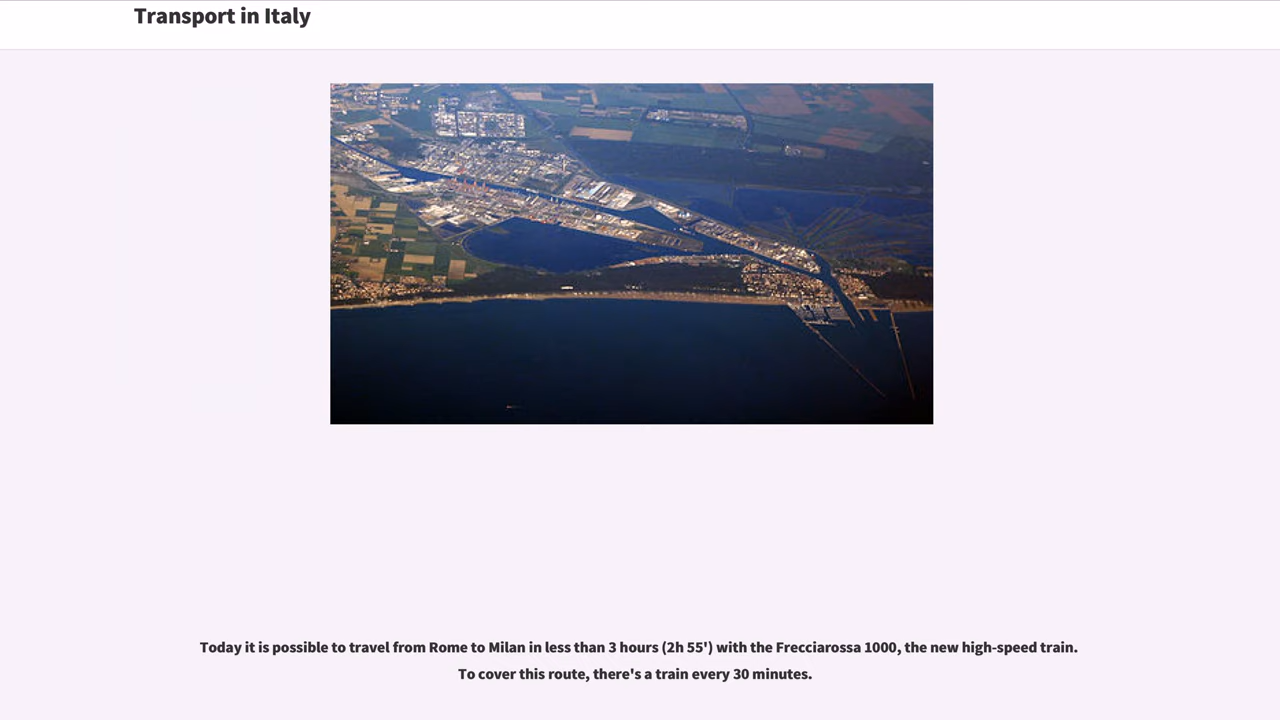 Transport in Italy
Today it is possible to travel from Rome to Milan in less than 3 hours (2h 55') with the Frecciarossa 1000, the new high-speed train.
To cover this route, there's a train every 30 minutes.